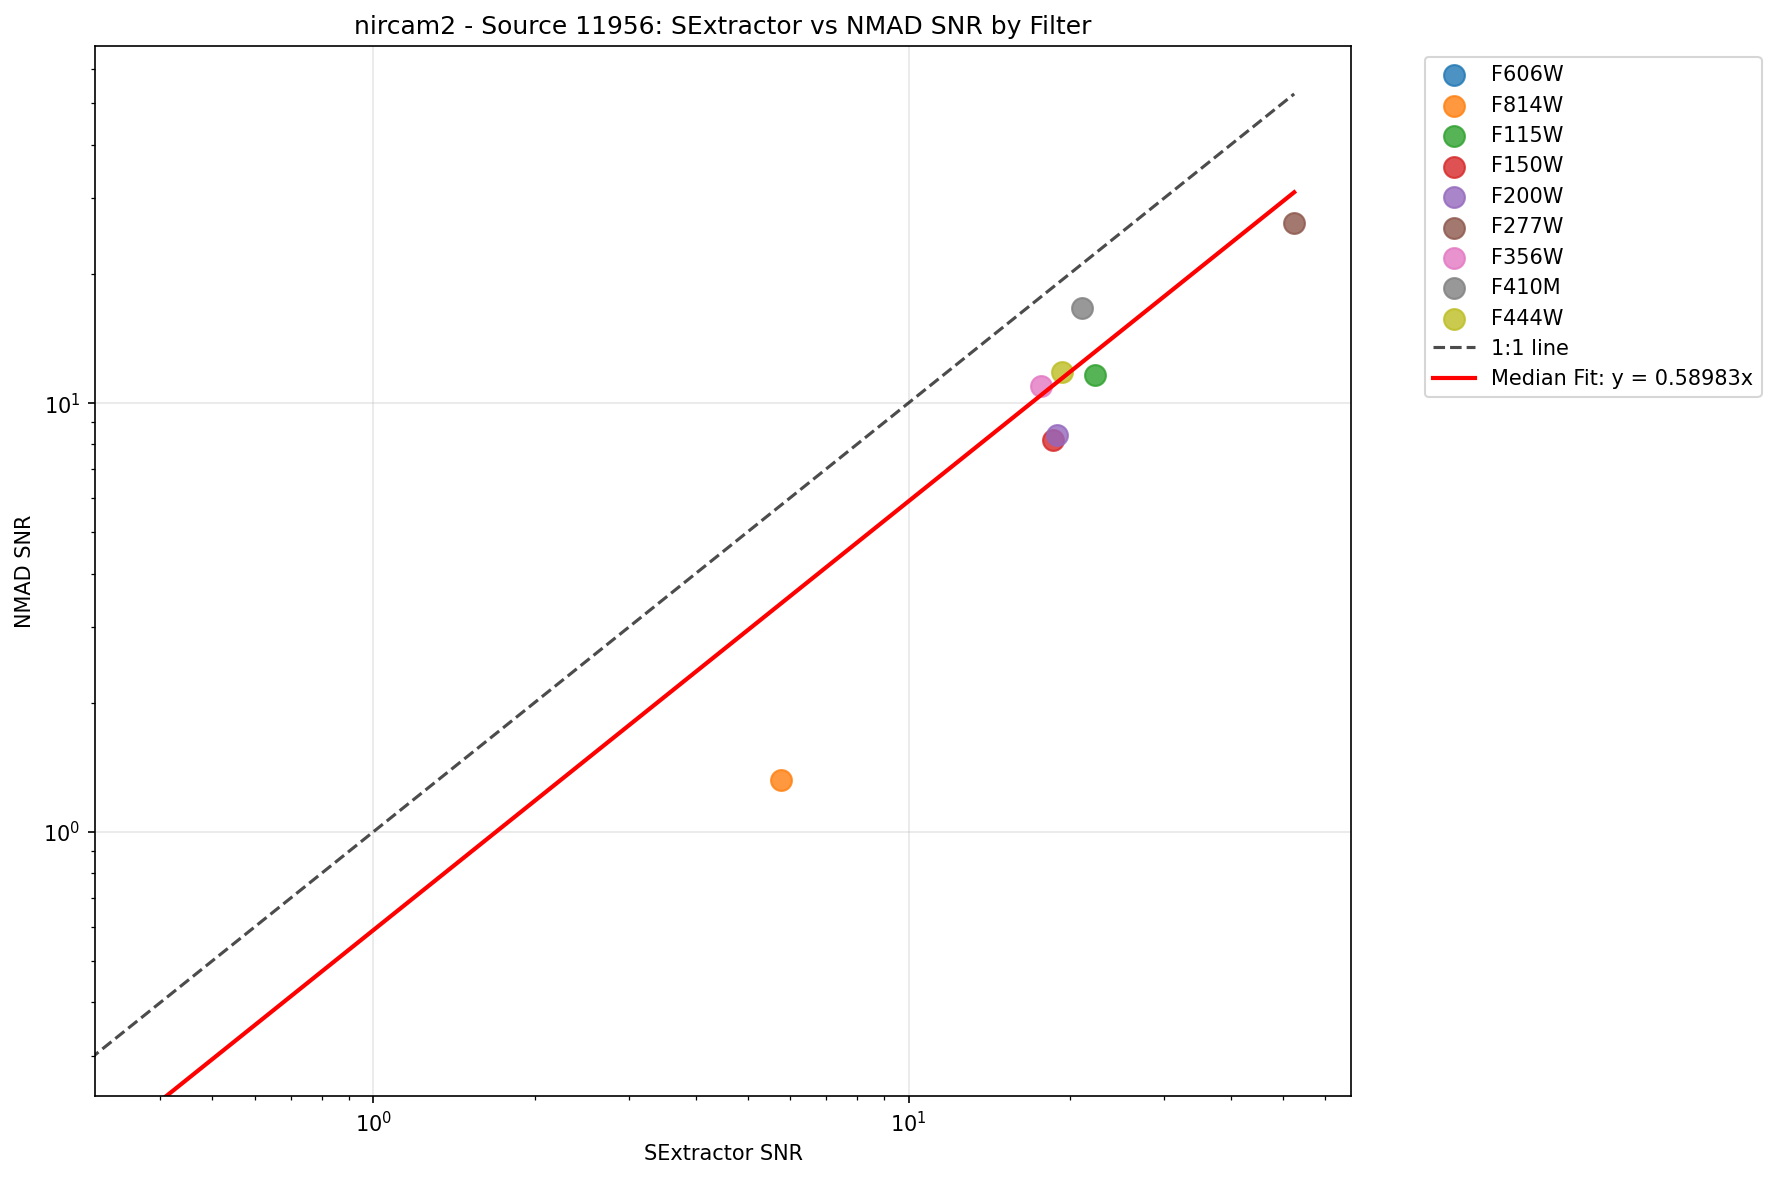 nircam2 - Source 11956: SExtractor vs NMAD SNR by Filter
F606W
F814W
F115W
F150W
F200W
F277W
F356W
F410M
F444W
1:1 line
Median Fit: y = 0.58983x
NMAD SNR
10¹
10⁰
10⁰
10¹
SExtractor SNR